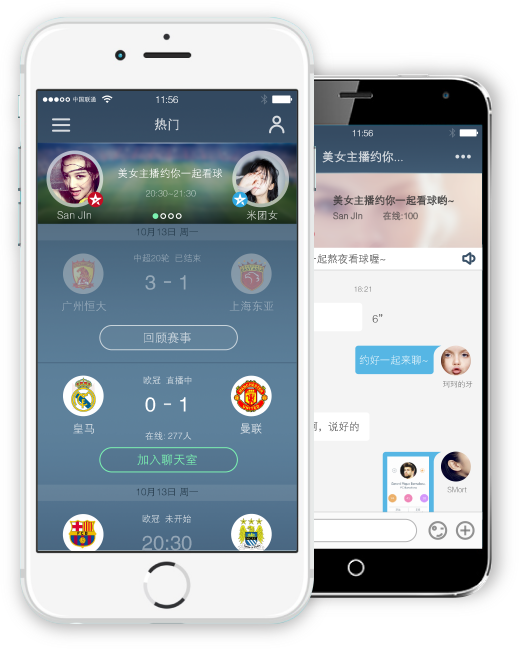 中国联通
11:56
热门
美女主播约你一起看球
20:30~21:30
San JIn
米团女
10月13日 周一
中超20轮 已结束
3 - 1
广州恒大
上海东亚
回顾赛事
欧冠 直播中
0 - 1
皇马
曼联
在线: 277人
加入聊天室
10月13日 周一
欧冠 未开始
20:30
11:56
美女主播约你...
美女主播约你一起看球哟~
San Jin 在线:100
一起熬夜看球喔~
18:21
6"
约好一起来聊~
珂珂的牙
啊，说好的
SMort